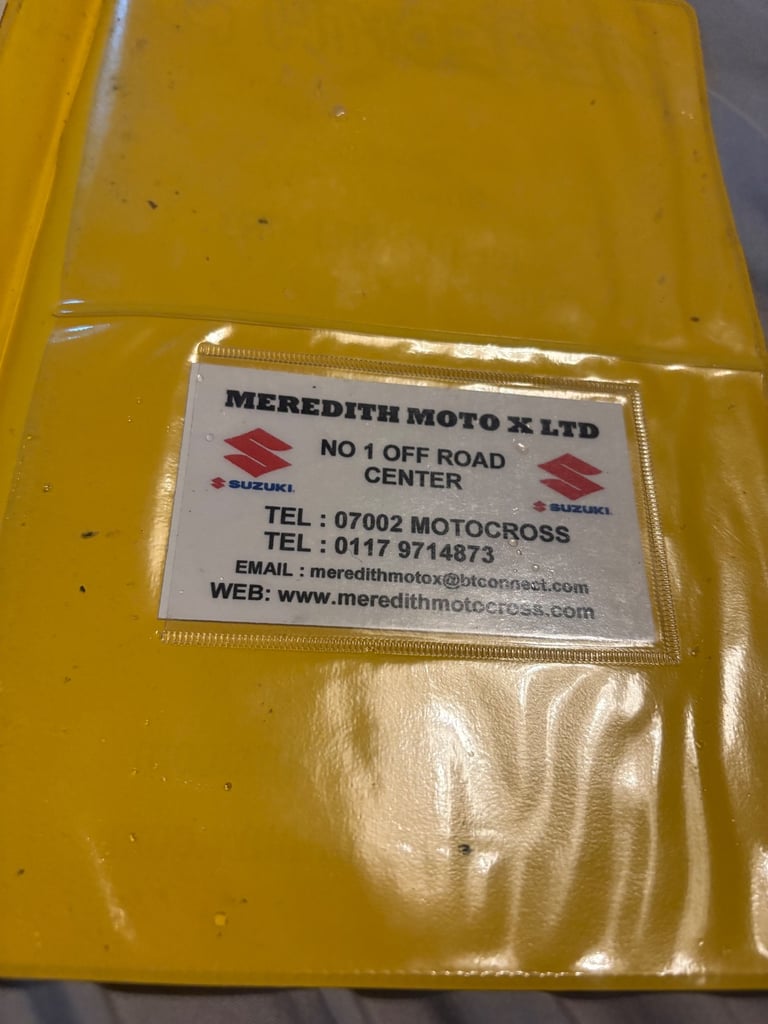 MEREDITH MOTO X LTD
NO 1 OFF ROAD
CENTER
SUZUKI
SUZUKI
TEL : 07002 MOTOCROSS
TEL : 0117 9714873
EMAIL : meredithmotox@btconnect.com
WEB: www.meredithmotocross.com